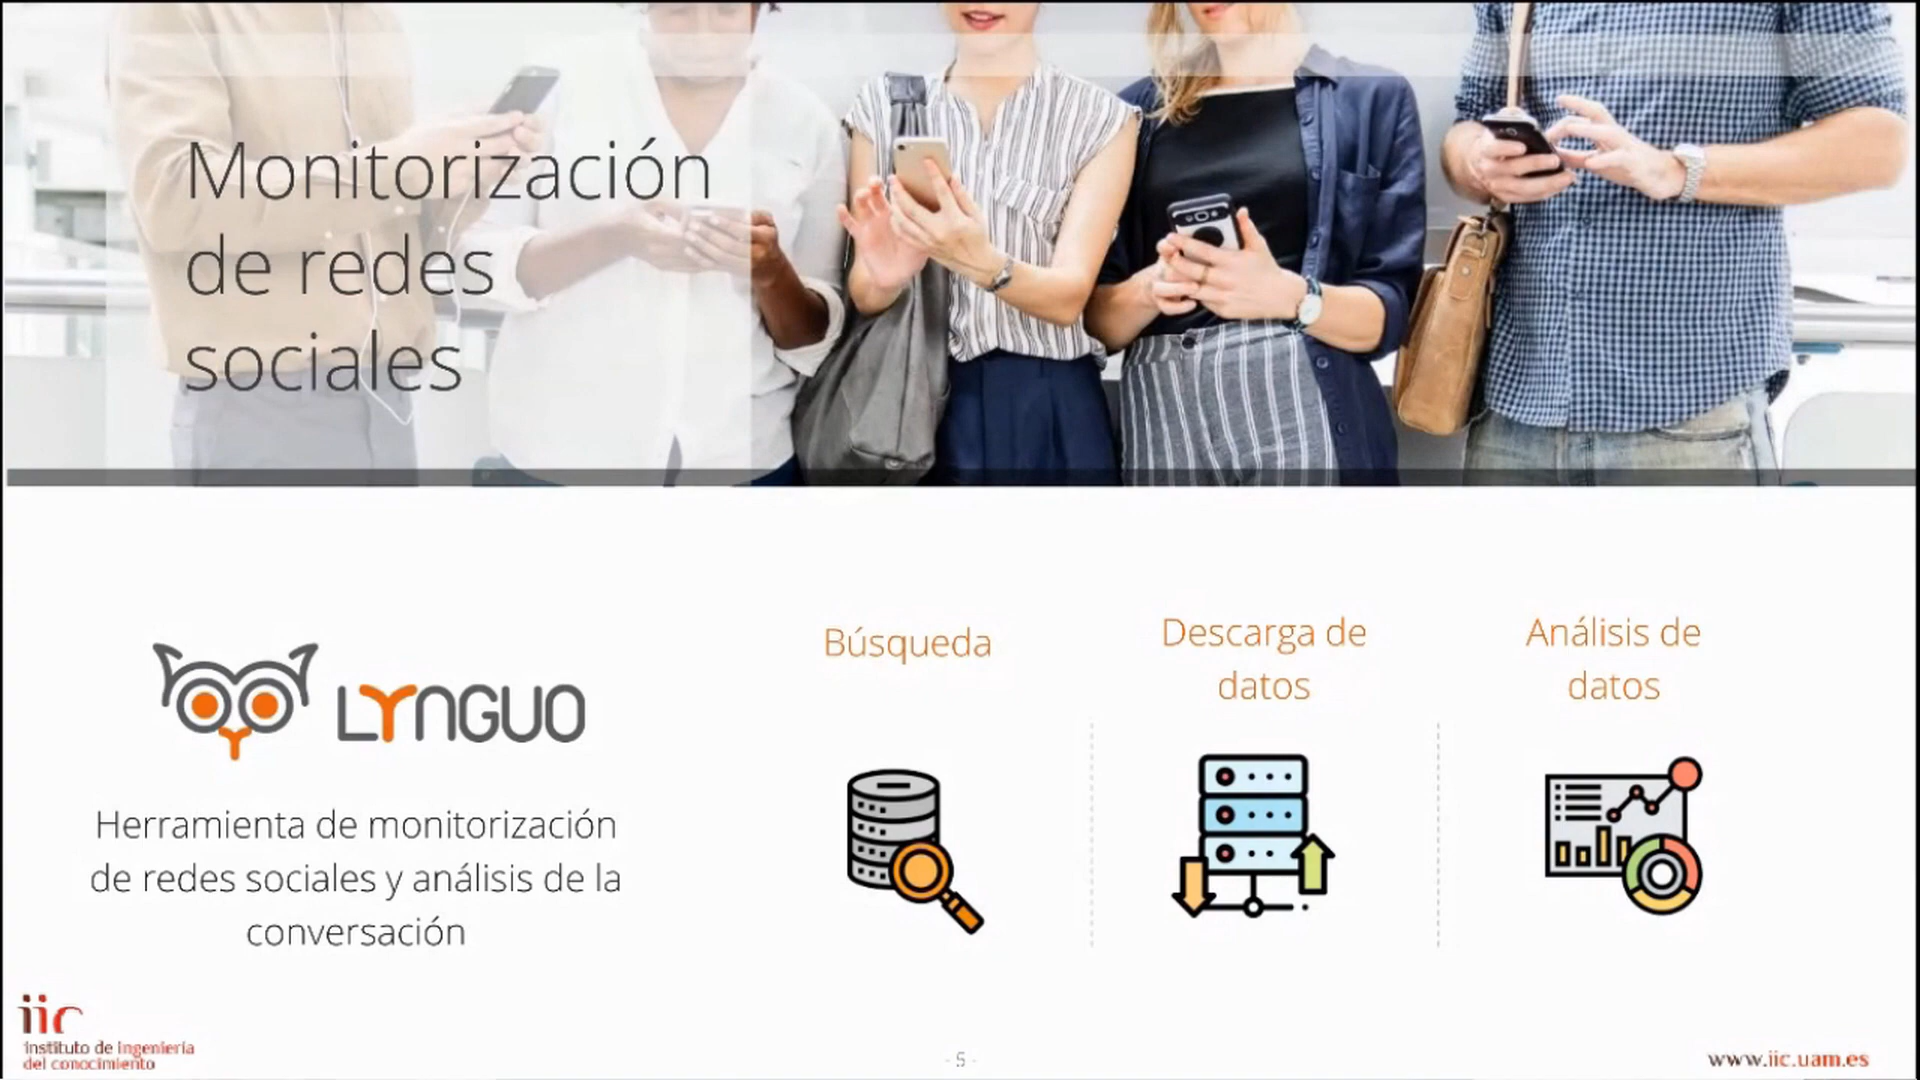 Monitorización
de redes
sociales
LYNGUO
Herramienta de monitorización
de redes sociales y análisis de la
conversación
Búsqueda
Descarga de
datos
Análisis de
datos
iic
instituto de ingeniería
del conocimiento
- 5 -
www.iic.uam.es